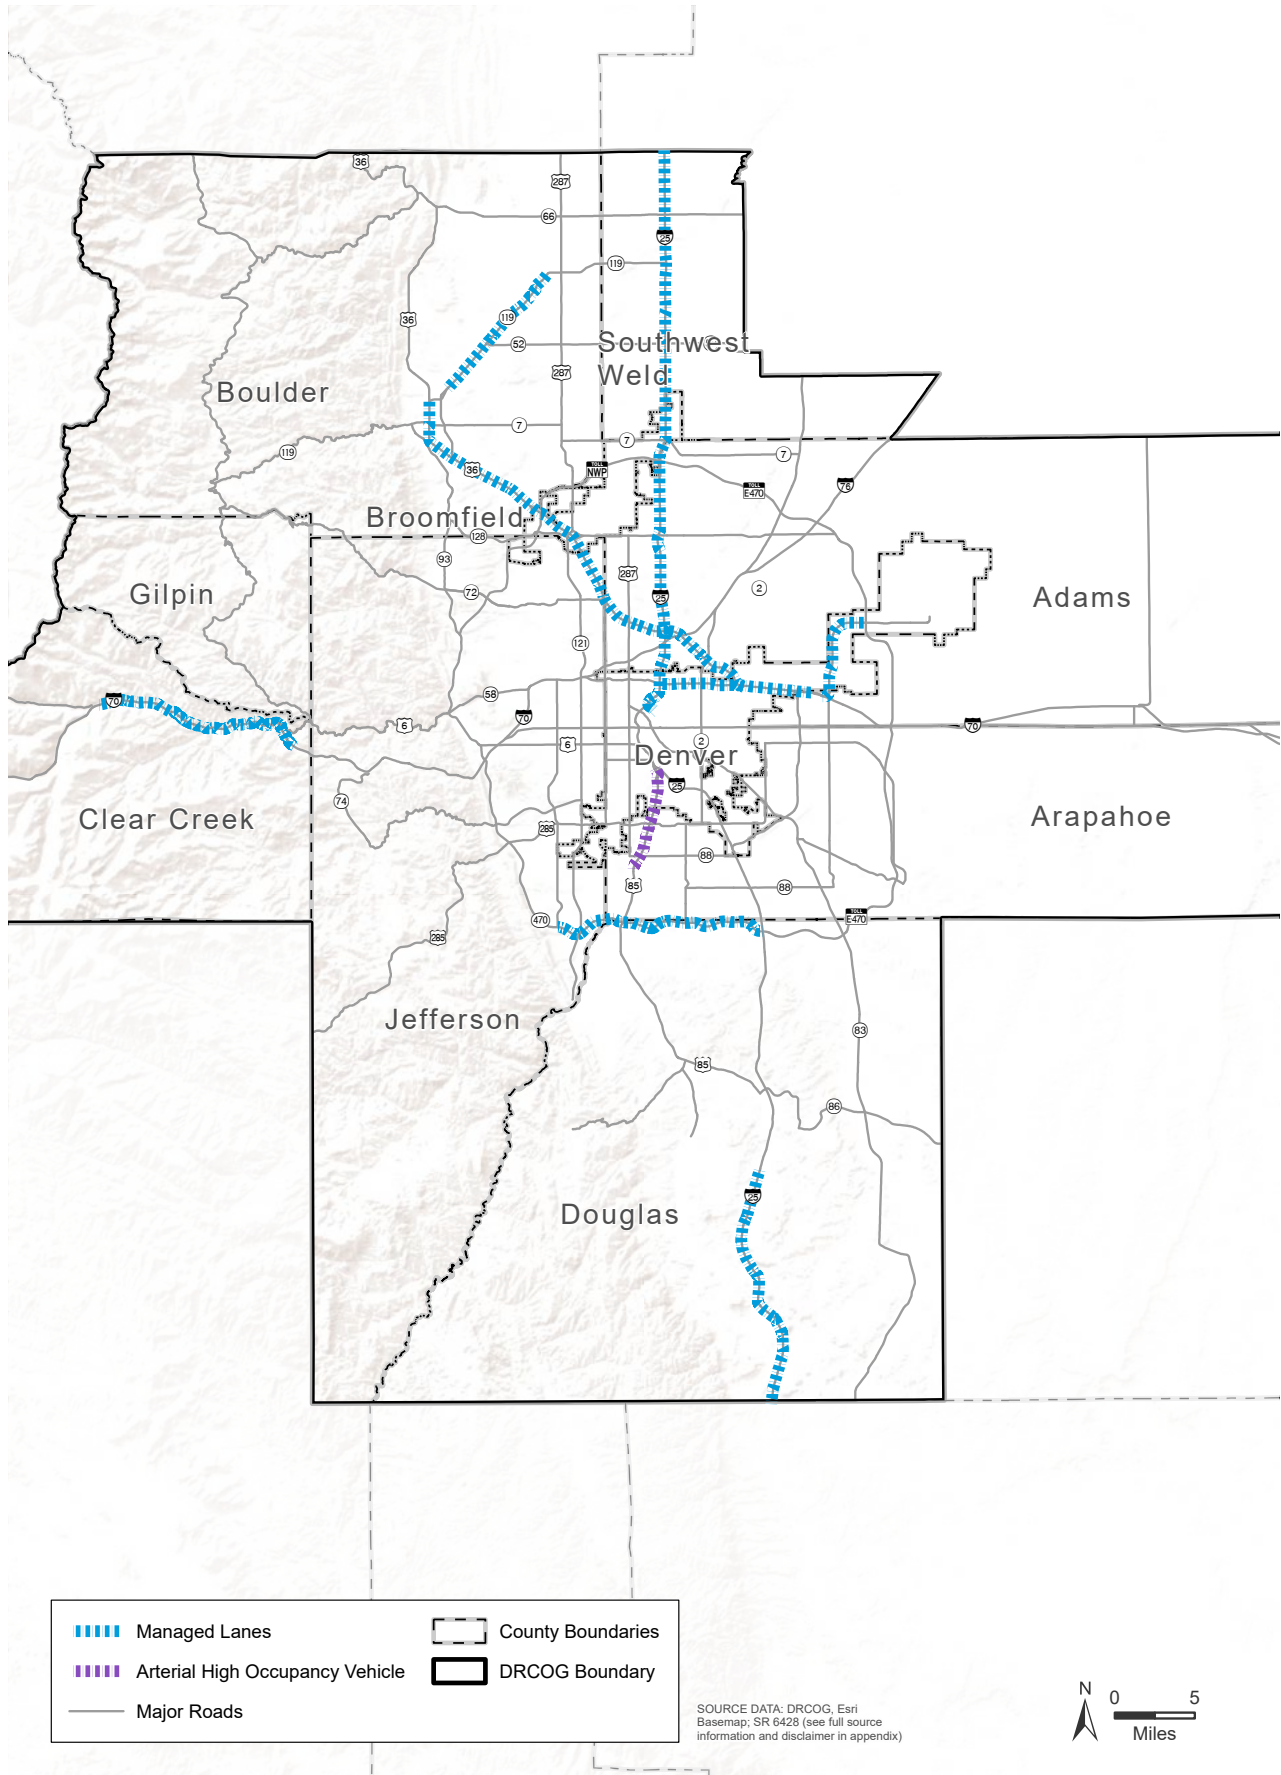 36
287
66
25
119
36
119
52
Southwest
Weld
287
Boulder
7
7
7
119
36
TOLL
NWP
TOLL
E470
76
Broomfield
128
93
287
72
25
2
Gilpin
Adams
121
58
70
70
6
6
2
70
Denver
25
74
Clear Creek
285
Arapahoe
88
85
88
470
TOLL
E470
285
Jefferson
83
85
86
25
Douglas
Managed Lanes
County Boundaries
Arterial High Occupancy Vehicle
DRCOG Boundary
Major Roads
SOURCE DATA: DRCOG, Esri
Basemap; SR 6428 (see full source
information and disclaimer in appendix)
N
0 5
Miles